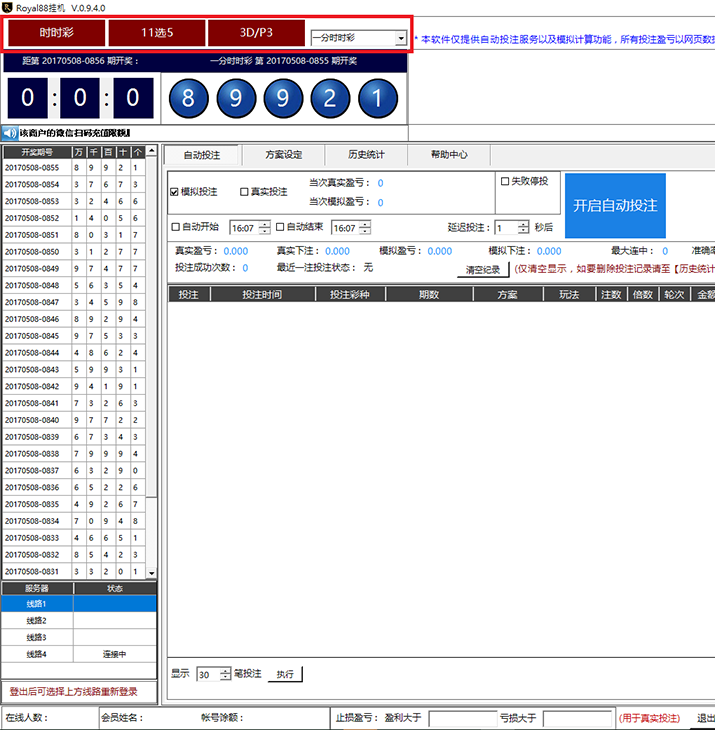 Royal88挂机 V.0.9.4.0
时时彩 11选5 3D/P3 一分时时彩
* 本软件仅提供自动投注服务以及模拟计算功能，所有投注盈亏以网页数据
距第 20170508-0856 期开奖： 一分时时彩 第 20170508-0855 期开奖
0 : 0 : 0 8 9 9 2 1
该商户的微信扫码充值限额
开奖期号 万 千 百 十 个
20170508-0855 8 9 9 2 1
20170508-0854 3 7 6 7 3
20170508-0853 3 2 4 6 6
20170508-0852 1 4 0 5 6
20170508-0851 8 0 3 1 7
20170508-0850 3 1 2 7 7
20170508-0849 9 7 4 7 7
20170508-0848 5 6 3 5 4
20170508-0847 3 4 5 9 8
20170508-0846 8 9 2 9 4
20170508-0845 9 7 5 3 3
20170508-0844 4 8 6 2 4
20170508-0843 5 9 9 3 1
20170508-0842 9 4 1 9 1
20170508-0841 7 3 2 6 3
20170508-0840 9 7 7 2 2
20170508-0839 6 7 3 4 3
20170508-0838 7 9 9 9 4
20170508-0837 6 3 2 9 0
20170508-0836 6 5 2 2 6
20170508-0835 4 9 2 6 7
20170508-0834 7 0 9 4 8
20170508-0833 4 6 6 5 1
20170508-0832 8 5 4 2 3
20170508-0831 3 3 2 0 1
服务器 状态
线路1
线路2
线路3
线路4 连接中
登出后可选择上方线路重新登录
自动投注 方案设定 历史统计 帮助中心
模拟投注 真实投注 当次真实盈亏： 0 失败停投
当次模拟盈亏： 0
开启自动投注
自动开始 16:07 自动结束 16:07 延迟投注： 1 秒后
真实盈亏： 0.000 真实下注： 0.000 模拟盈亏： 0.000 模拟下注： 0.000 最大连中： 0 准确率
投注成功次数： 0 最近一注投注状态： 无 清空纪录 (仅清空显示，如要删除投注记录请至【历史统计
投注 投注时间 投注彩种 期数 方案 玩法 注数 倍数 轮次 金额
显示 30 笔投注 执行
在线人数： 会员姓名： 帐号馀额： 止损盈亏： 盈利大于 亏损大于 (用于真实投注) 退出